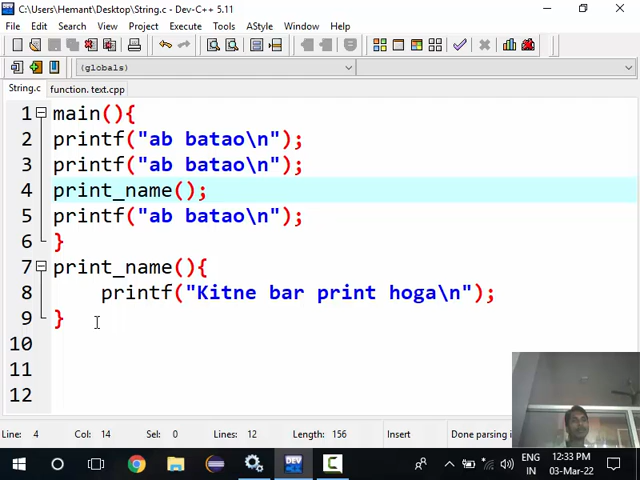 C:\Users\Hemant\Desktop\String.c - Dev-C++ 5.11
File Edit Search View Project Execute Tools AStyle Window Help
(globals)
String.c function. text.cpp
1 main(){
2 printf("ab batao\n");
3 printf("ab batao\n");
4 print_name();
5 printf("ab batao\n");
6 }
7 print_name(){
8 printf("Kitne bar print hoga\n");
9 }
10
11
12
Line: 4 Col: 14 Sel: 0 Lines: 12 Length: 156 Insert Done parsing i
DEV ENG 12:33 PM
IN 03-Mar-22